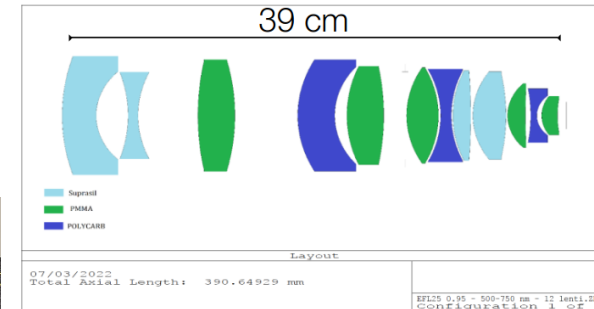 39 cm
Suprasil
PMMA
POLYCARB
Layout
07/03/2022
Total Axial Length: 390.64929 mm
EFL25 0.95 - 500-750 nm - 12 lenti.
Configuration 1 of